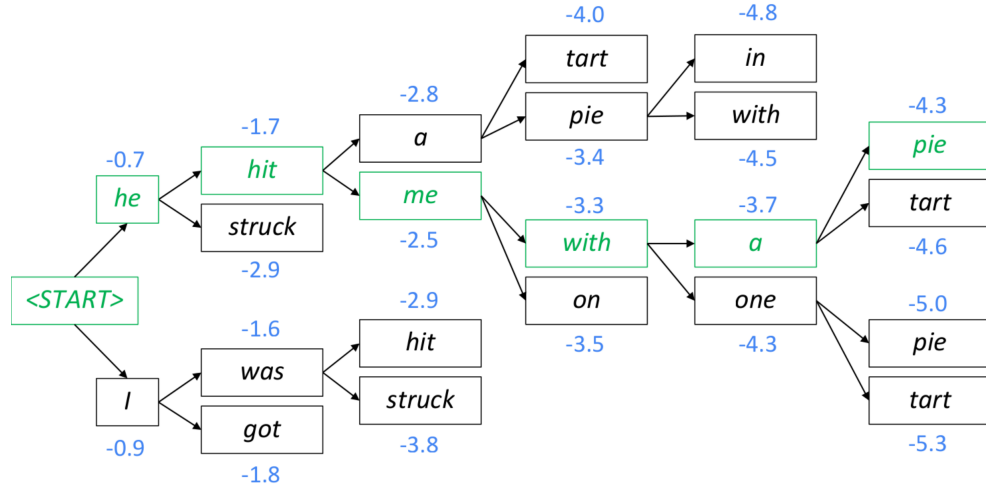 -4.0
-4.8
tart
in
-2.8
-4.3
a
pie
with
pie
-1.7
-0.7
hit
-3.4
-4.5
he
me
-3.3
-3.7
tart
struck
-2.5
with
a
-4.6
-2.9
-2.9
<START>
on
one
-5.0
-1.6
hit
-3.5
-4.3
pie
was
I
struck
tart
got
-0.9
-3.8
-5.3
-1.8